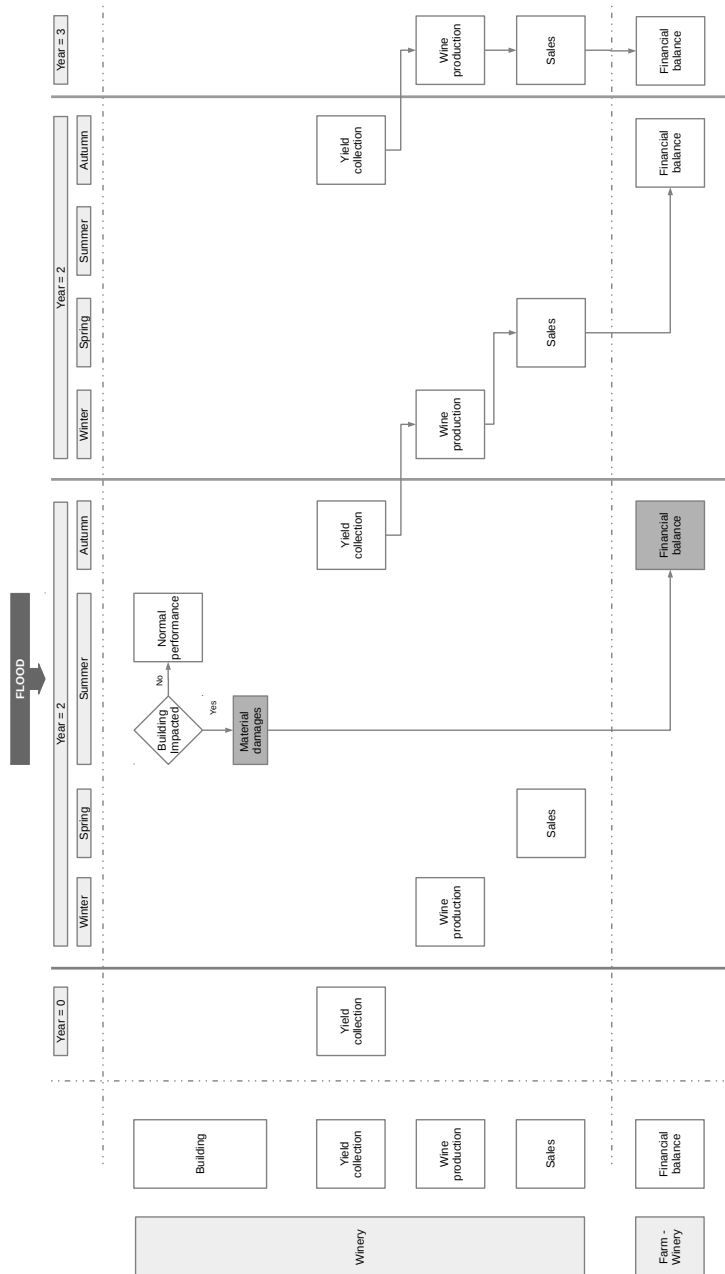 FLOOD
Year = 0
Year = 2
Year = 2
Year = 3
Winter
Spring
Summer
Autumn
Winter
Spring
Summer
Autumn
Winery
Building
Building
Impacted
No
Normal
performance
Yes
Material
damages
Yield
collection
Yield
collection
Yield
collection
Yield
collection
Wine
production
Wine
production
Wine
production
Wine
production
Sales
Sales
Sales
Sales
Farm -
Winery
Financial
balance
Financial
balance
Financial
balance
Financial
balance